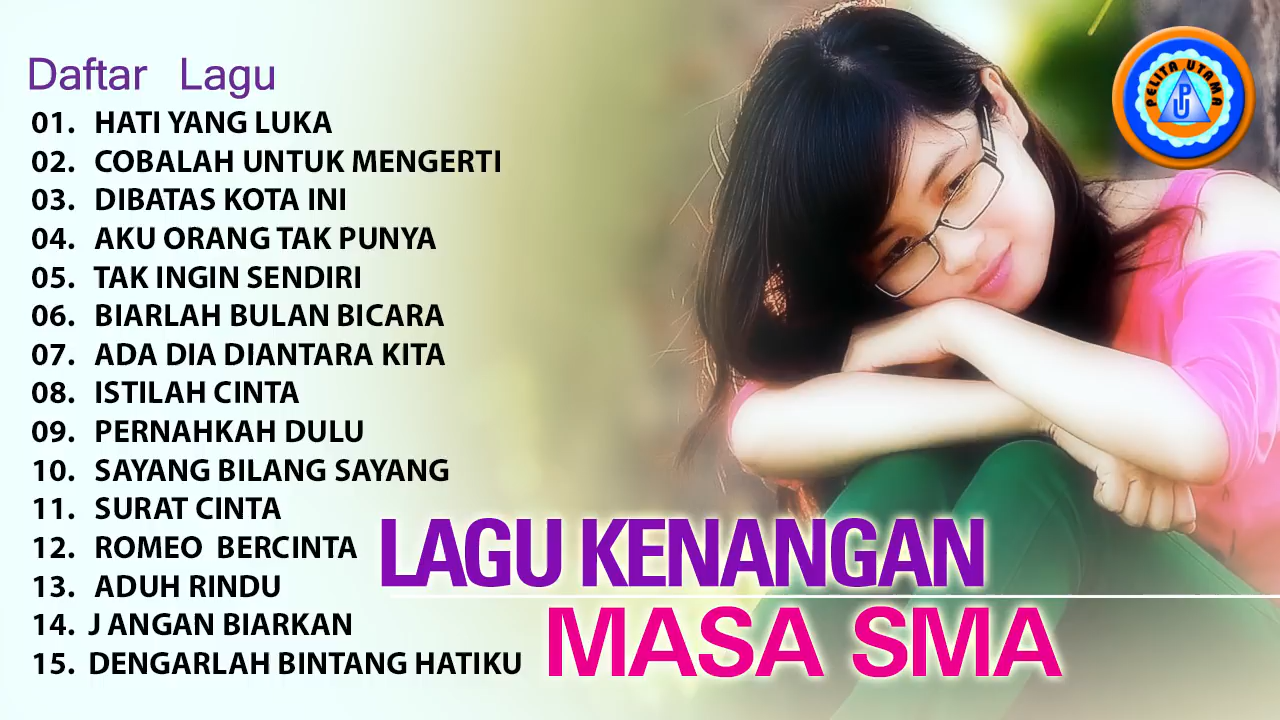 Daftar Lagu
01. HATI YANG LUKA
02. COBALAH UNTUK MENGERTI
03. DIBATAS KOTA INI
04. AKU ORANG TAK PUNYA
05. TAK INGIN SENDIRI
06. BIARLAH BULAN BICARA
07. ADA DIA DIANTARA KITA
08. ISTILAH CINTA
09. PERNAHKAH DULU
10. SAYANG BILANG SAYANG
11. SURAT CINTA
12. ROMEO BERCINTA
13. ADUH RINDU
14. J ANGAN BIARKAN
15. DENGARLAH BINTANG HATIKU
LAGU KENANGAN
MASA SMA
PELITA UTAMA
PU